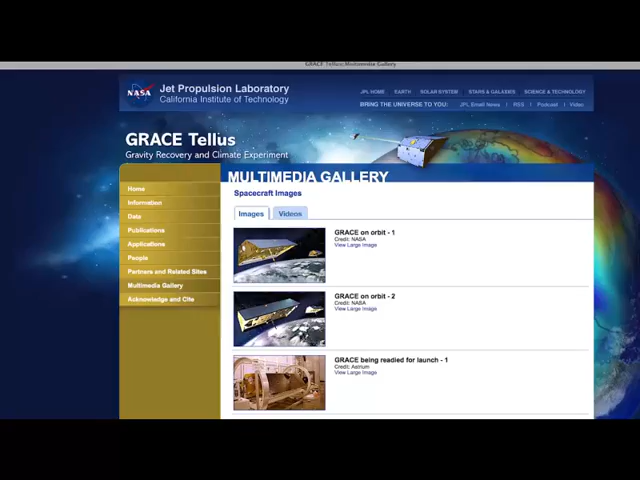 GRACE Tellus:Multimedia Gallery
NASA
Jet Propulsion Laboratory
California Institute of Technology
JPL HOME EARTH SOLAR SYSTEM STARS & GALAXIES SCIENCE & TECHNOLOGY
BRING THE UNIVERSE TO YOU: JPL Email News | RSS | Podcast | Video
GRACE Tellus
Gravity Recovery and Climate Experiment
MULTIMEDIA GALLERY
Home
Information
Data
Publications
Applications
People
Partners and Related Sites
Multimedia Gallery
Acknowledge and Cite
Spacecraft Images
Images Videos
GRACE on orbit - 1
Credit: NASA
View Large Image
GRACE on orbit - 2
Credit: NASA
View Large Image
GRACE being readied for launch - 1
Credit: Astrium
View Large Image